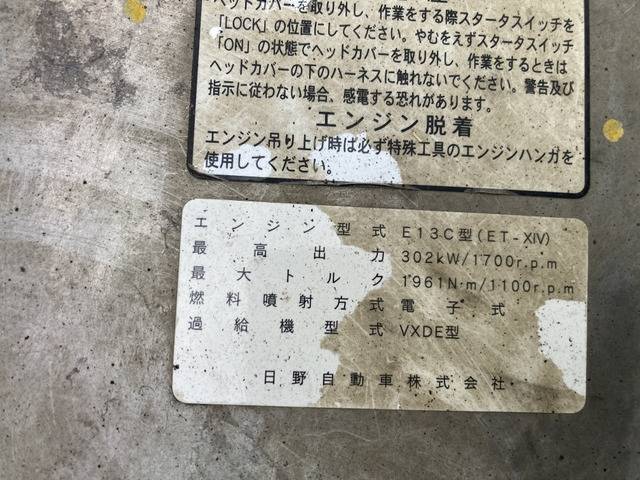 ヘッドカバーを取り外し、作業をする際スタータスイッチを
「LOCK」の位置にしてください。やむをえずスタータスイッチ
「ON」の状態でヘッドカバーを取り外し、作業をするときは
ヘッドカバーの下のハーネスに触れないでください。警告及び
指示に従わない場合、感電する恐れがあります。
エンジン脱着
エンジン吊り上げ時は必ず特殊工具のエンジンハンガを
使用してください。
エンジン型式 E13C型(ET-XIV)
最高出力 302kW/1700r.p.m
最大トルク 1961N·m/1100r.p.m
燃料噴射方式 電子式
過給機型式 VXDE型
日野自動車株式会社